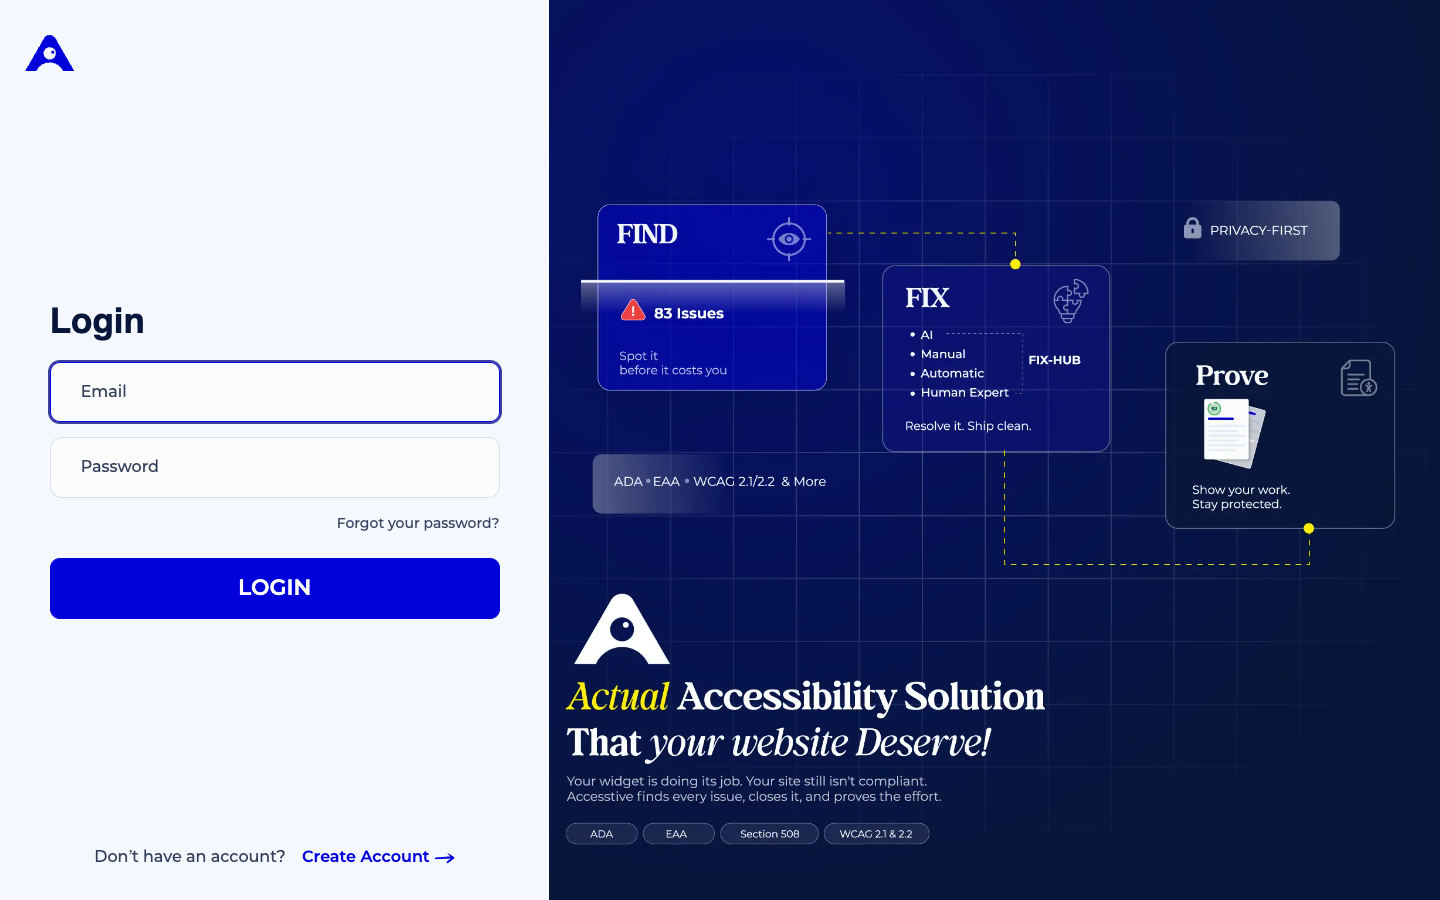 Login
Email
Password
Forgot your password?
LOGIN
Don't have an account? Create Account
FIND
83 Issues
Spot it
before it costs you
FIX
• AI
• Manual
• Automatic
• Human Expert
FIX-HUB
Resolve it. Ship clean.
PRIVACY-FIRST
Prove
92
Show your work.
Stay protected.
ADA • EAA • WCAG 2.1/2.2 & More
Actual Accessibility Solution
That your website Deserve!
Your widget is doing its job. Your site still isn't compliant.
Accesstive finds every issue, closes it, and proves the effort.
ADA
EAA
Section 508
WCAG 2.1 & 2.2